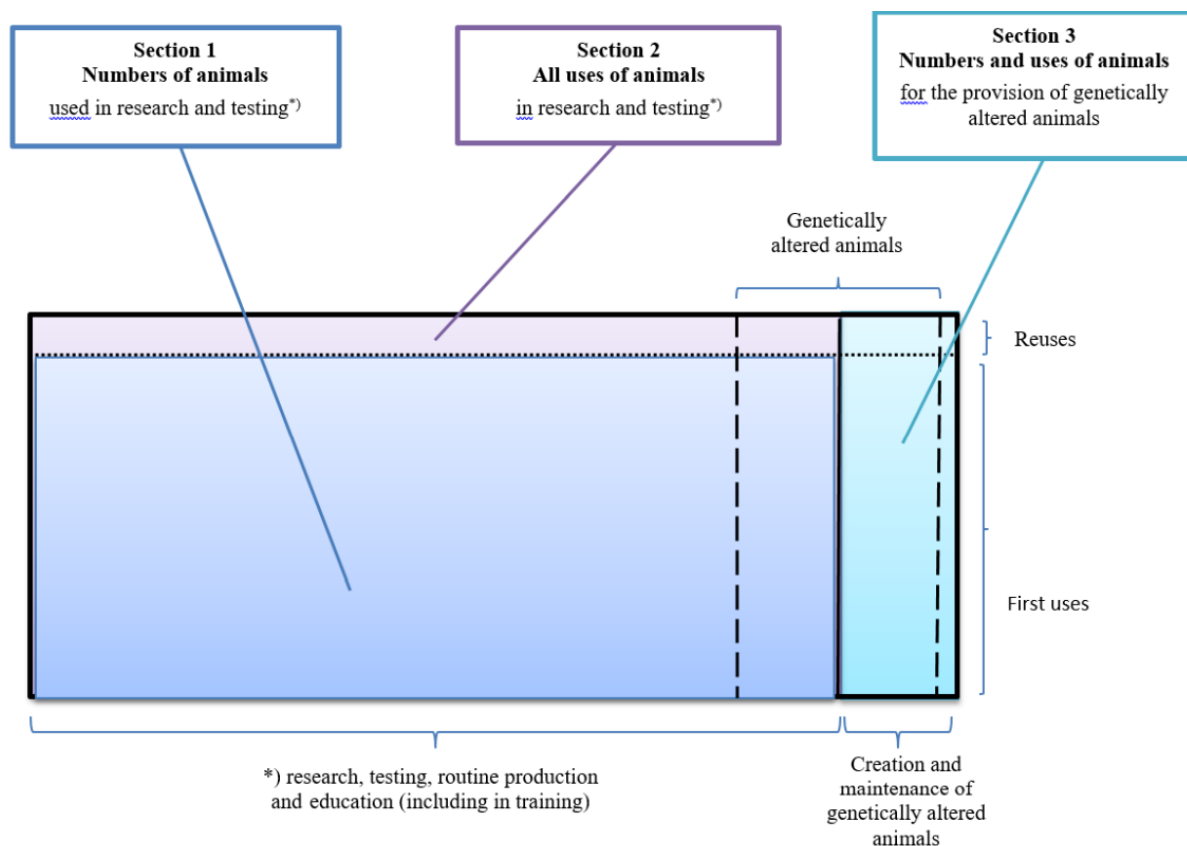 Section 1
Numbers of animals
used in research and testing*)
Section 2
All uses of animals
in research and testing*)
Section 3
Numbers and uses of animals
for the provision of genetically
altered animals
Genetically
altered animals
Reuses
First uses
*) research, testing, routine production
and education (including in training)
Creation and
maintenance of
genetically altered
animals